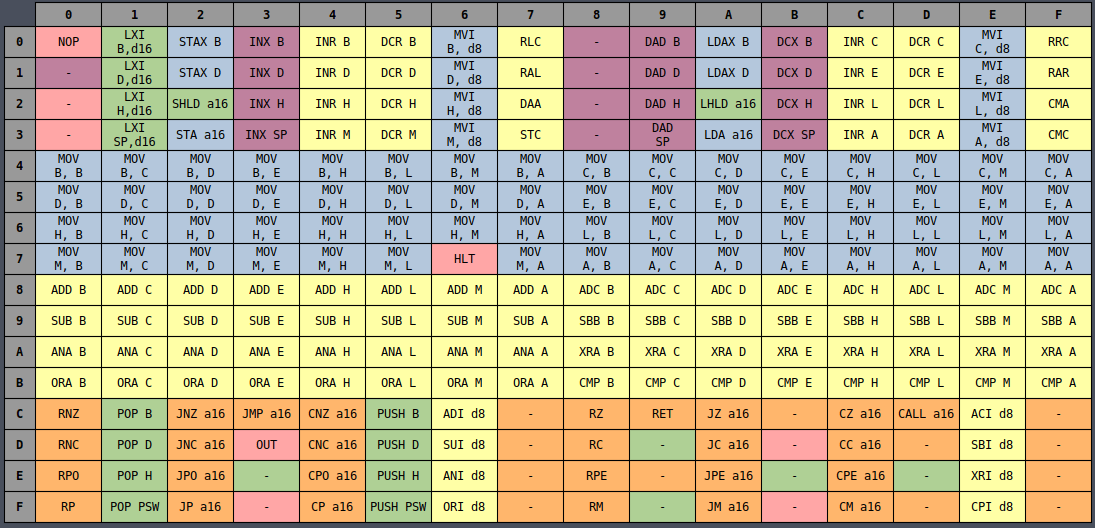 0 1 2 3 4 5 6 7 8 9 A B C D E F
0 NOP LXI B,d16 STAX B INX B INR B DCR B MVI B, d8 RLC - DAD B LDAX B DCX B INR C DCR C MVI C, d8 RRC
1 - LXI D,d16 STAX D INX D INR D DCR D MVI D, d8 RAL - DAD D LDAX D DCX D INR E DCR E MVI E, d8 RAR
2 - LXI H,d16 SHLD a16 INX H INR H DCR H MVI H, d8 DAA - DAD H LHLD a16 DCX H INR L DCR L MVI L, d8 CMA
3 - LXI SP,d16 STA a16 INX SP INR M DCR M MVI M, d8 STC - DAD SP LDA a16 DCX SP INR A DCR A MVI A, d8 CMC
4 MOV B, B MOV B, C MOV B, D MOV B, E MOV B, H MOV B, L MOV B, M MOV B, A MOV C, B MOV C, C MOV C, D MOV C, E MOV C, H MOV C, L MOV C, M MOV C, A
5 MOV D, B MOV D, C MOV D, D MOV D, E MOV D, H MOV D, L MOV D, M MOV D, A MOV E, B MOV E, C MOV E, D MOV E, E MOV E, H MOV E, L MOV E, M MOV E, A
6 MOV H, B MOV H, C MOV H, D MOV H, E MOV H, H MOV H, L MOV H, M MOV H, A MOV L, B MOV L, C MOV L, D MOV L, E MOV L, H MOV L, L MOV L, M MOV L, A
7 MOV M, B MOV M, C MOV M, D MOV M, E MOV M, H MOV M, L HLT MOV M, A MOV A, B MOV A, C MOV A, D MOV A, E MOV A, H MOV A, L MOV A, M MOV A, A
8 ADD B ADD C ADD D ADD E ADD H ADD L ADD M ADD A ADC B ADC C ADC D ADC E ADC H ADC L ADC M ADC A
9 SUB B SUB C SUB D SUB E SUB H SUB L SUB M SUB A SBB B SBB C SBB D SBB E SBB H SBB L SBB M SBB A
A ANA B ANA C ANA D ANA E ANA H ANA L ANA M ANA A XRA B XRA C XRA D XRA E XRA H XRA L XRA M XRA A
B ORA B ORA C ORA D ORA E ORA H ORA L ORA M ORA A CMP B CMP C CMP D CMP E CMP H CMP L CMP M CMP A
C RNZ POP B JNZ a16 JMP a16 CNZ a16 PUSH B ADI d8 - RZ RET JZ a16 - CZ a16 CALL a16 ACI d8 -
D RNC POP D JNC a16 OUT CNC a16 PUSH D SUI d8 - RC - JC a16 - CC a16 - SBI d8 -
E RPO POP H JPO a16 - CPO a16 PUSH H ANI d8 - RPE - JPE a16 - CPE a16 - XRI d8 -
F RP POP PSW JP a16 - CP a16 PUSH PSW ORI d8 - RM - JM a16 - CM a16 - CPI d8 -